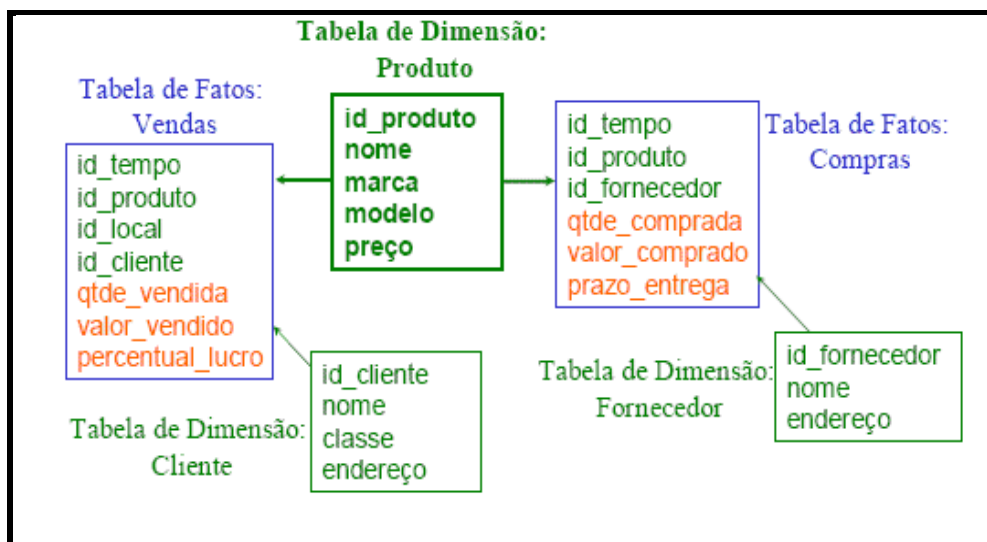 Tabela de Dimensão:
Produto
Tabela de Fatos:
Vendas
id_tempo
id_produto
id_local
id_cliente
qtde_vendida
valor_vendido
percentual_lucro
id_produto
nome
marca
modelo
preço
id_tempo
id_produto
id_fornecedor
qtde_comprada
valor_comprado
prazo_entrega
Tabela de Fatos:
Compras
Tabela de Dimensão:
Cliente
id_cliente
nome
classe
endereço
Tabela de Dimensão:
Fornecedor
id_fornecedor
nome
endereço